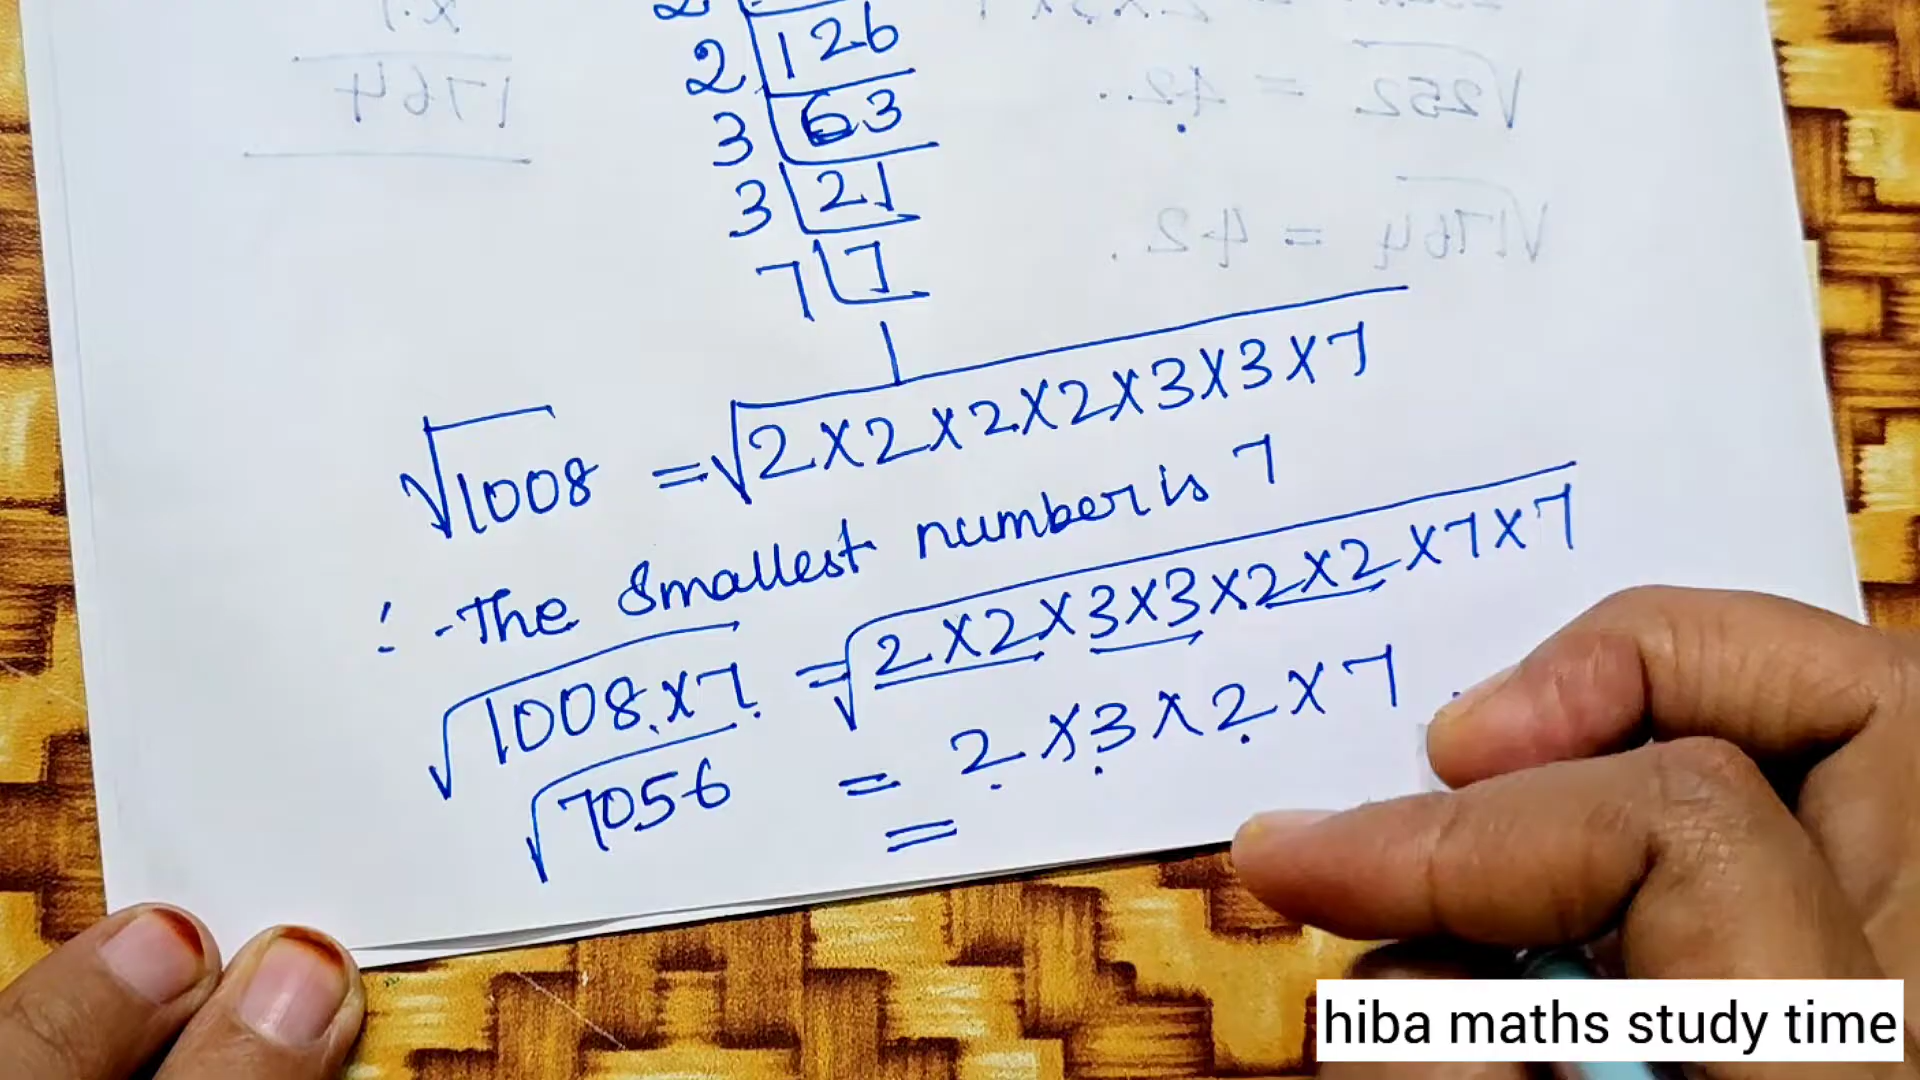 2
2 126
3 63
3 21
7 7
1
√1008 = √2×2×2×2×3×3×7
∴ The smallest number is 7
√1008×7 = √2×2×3×3×2×2×7×7
√7056 = 2×3×2×7
=
√252 = 42
√1764 = 42
1764
hiba maths study time